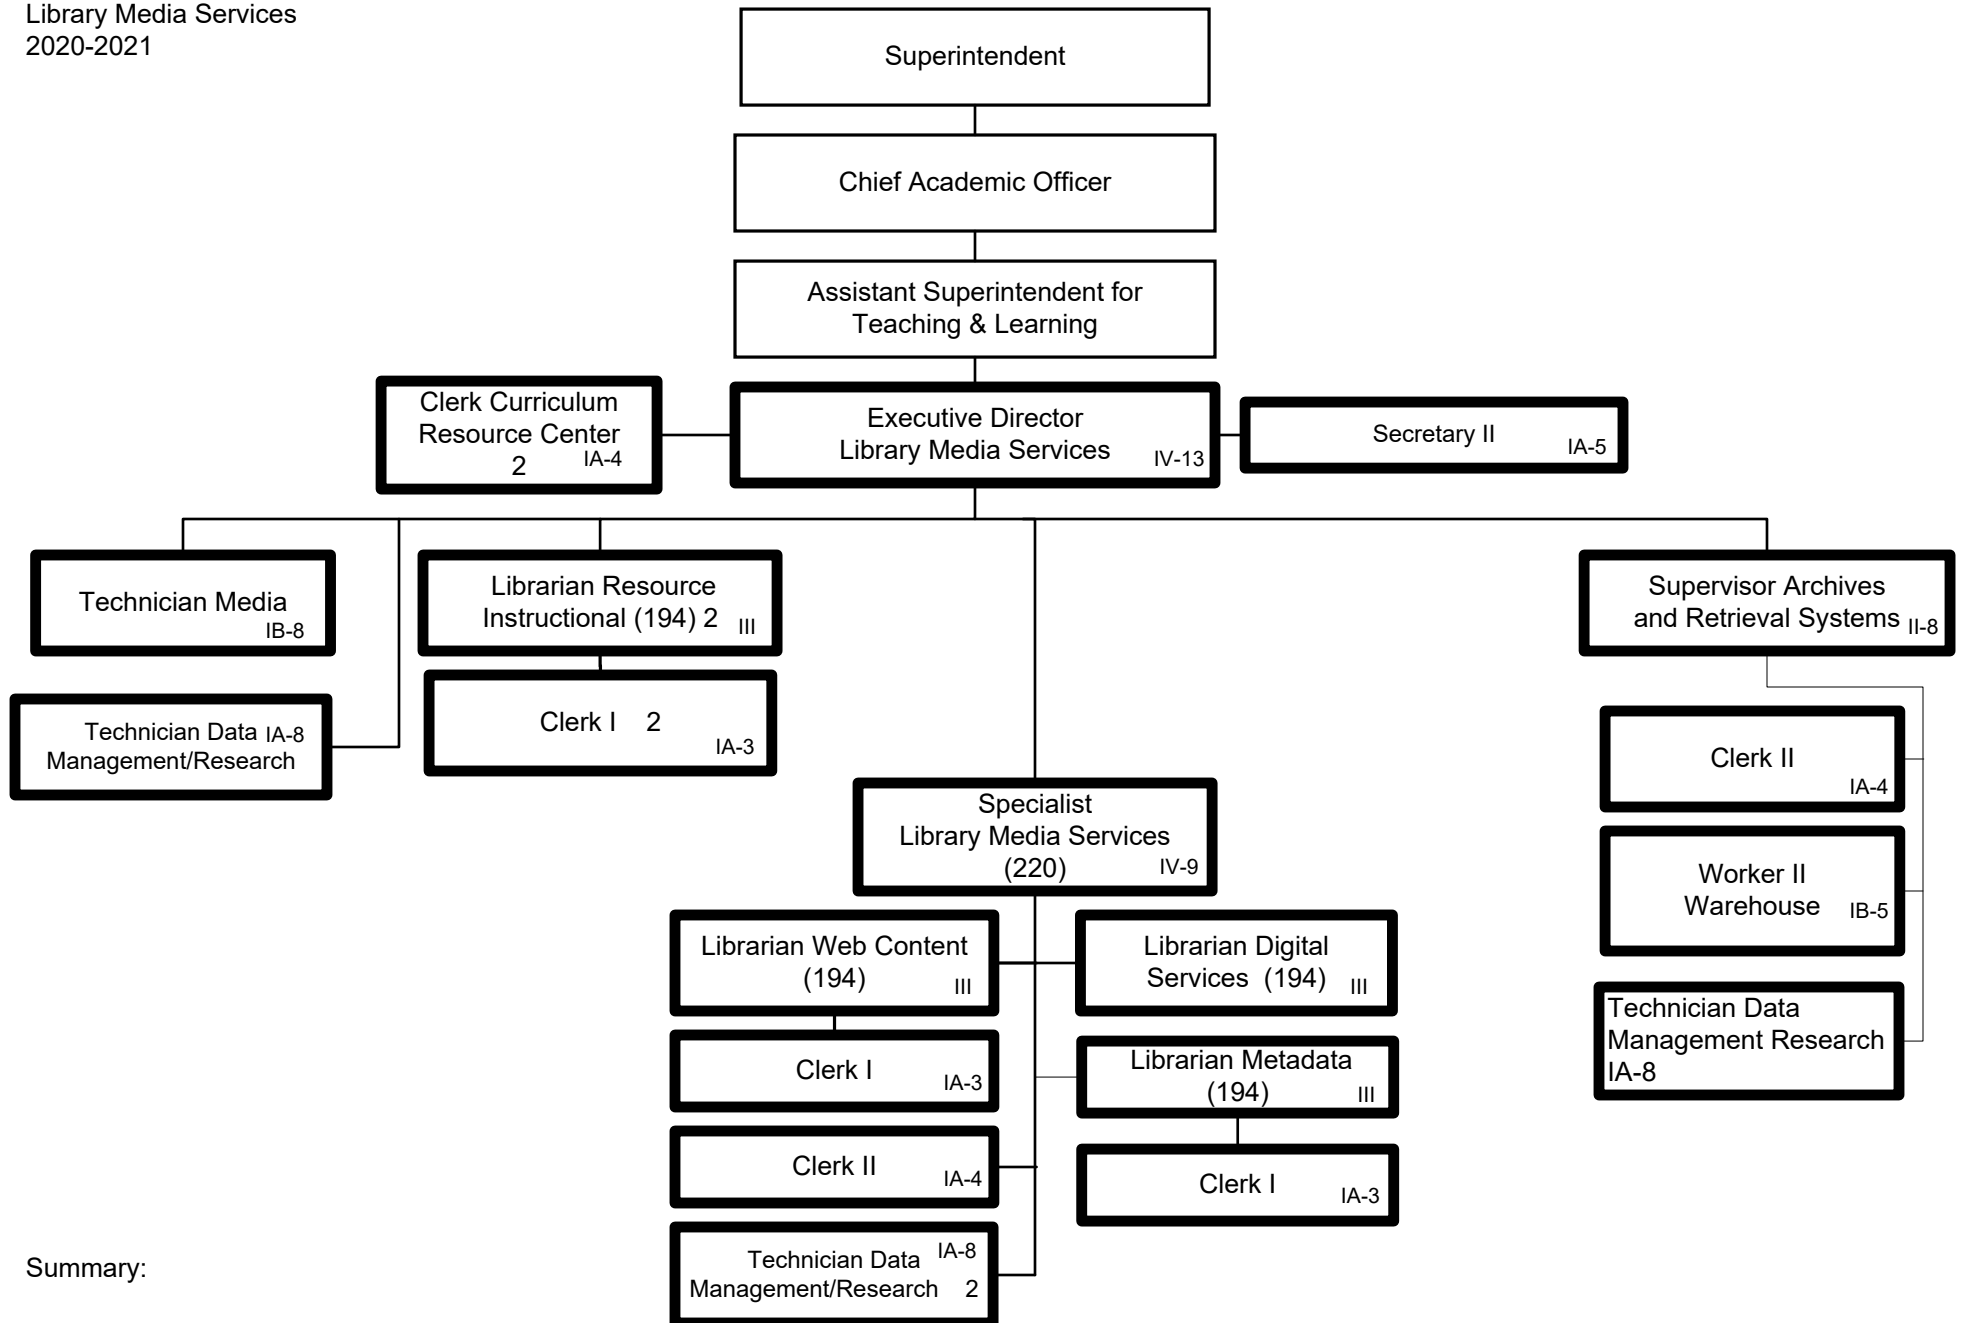 Library Media Services
2020-2021
Superintendent
Chief Academic Officer
Assistant Superintendent for
Teaching & Learning
Clerk Curriculum
Resource Center
2 IA-4
Executive Director
Library Media Services IV-13
Secretary II
IA-5
Technician Media
IB-8
Librarian Resource
Instructional (194) 2 III
Supervisor Archives
and Retrieval Systems II-8
Technician Data IA-8
Management/Research
Clerk I 2
IA-3
Clerk II
IA-4
Specialist
Library Media Services
(220) IV-9
Worker II
Warehouse IB-5
Librarian Web Content
(194) III
Librarian Digital
Services (194) III
Technician Data
Management Research
IA-8
Clerk I
IA-3
Librarian Metadata
(194) III
Clerk II
IA-4
Clerk I
IA-3
Technician Data IA-8
Management/Research 2
Summary: